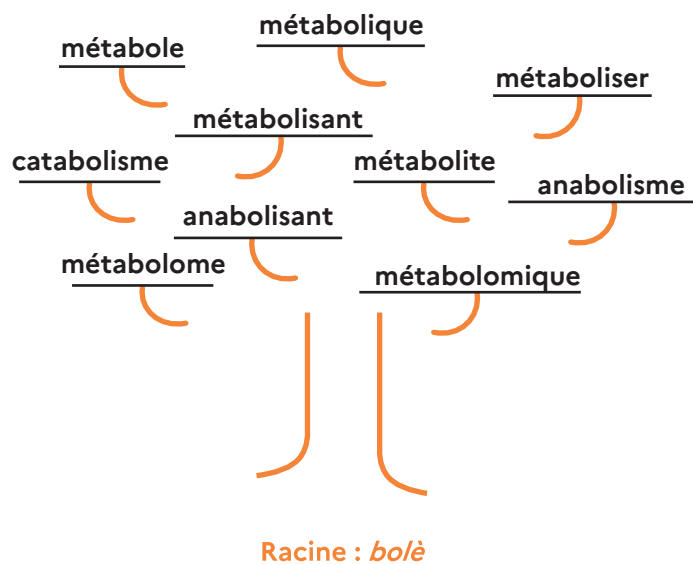 métabolique
métabole
métaboliser
métabolisant
catabolisme
métabolite
anabolisme
anabolisant
métabolome
métabolomique
Racine : bolè